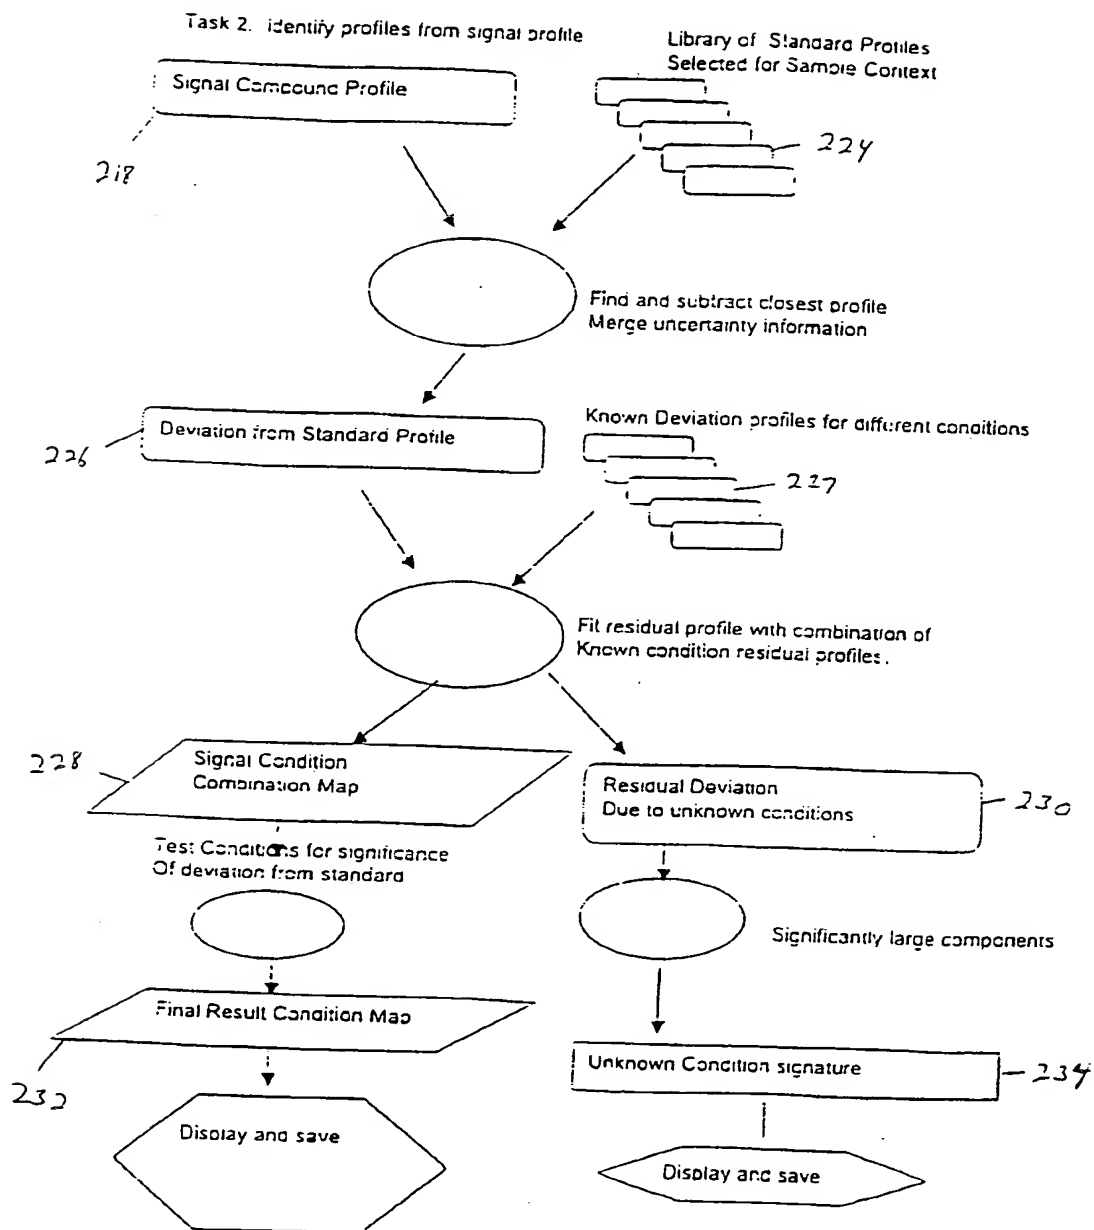 Task 2. Identify profiles from signal profile
Library of Standard Profiles
Selected for Sample Context
Signal Compound Profile
218
224
Find and subtract closest profile
Merge uncertainty information
Deviation from Standard Profile
226
Known Deviation profiles for different conditions
227
Fit residual profile with combination of
Known condition residual profiles.
228
Signal Condition
Combination Map
Residual Deviation
Due to unknown conditions
230
Test Conditions for significance
Of deviation from standard
Significantly large components
Final Result Condition Map
232
Unknown Condition signature
234
Display and save
Display and save